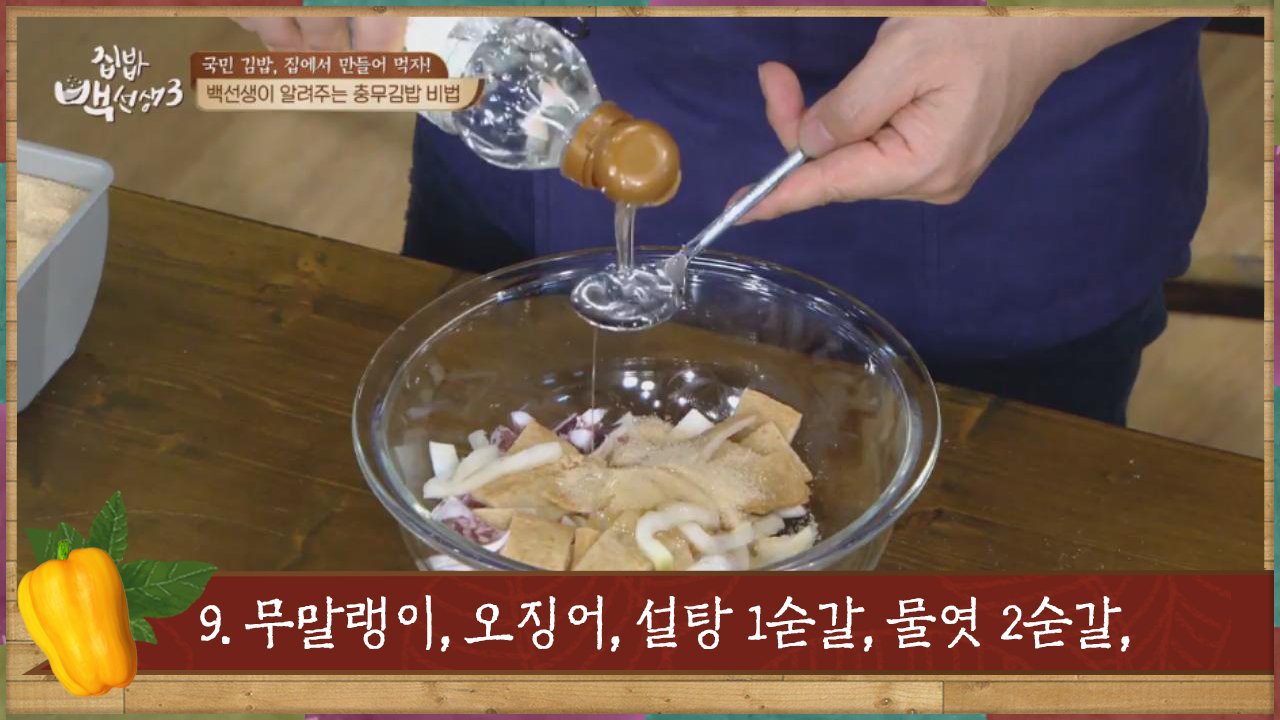 집밥
백선생3
국민 김밥, 집에서 만들어 먹자!
백선생이 알려주는 충무김밥 비법
9. 무말랭이, 오징어, 설탕 1숟갈, 물엿 2숟갈,